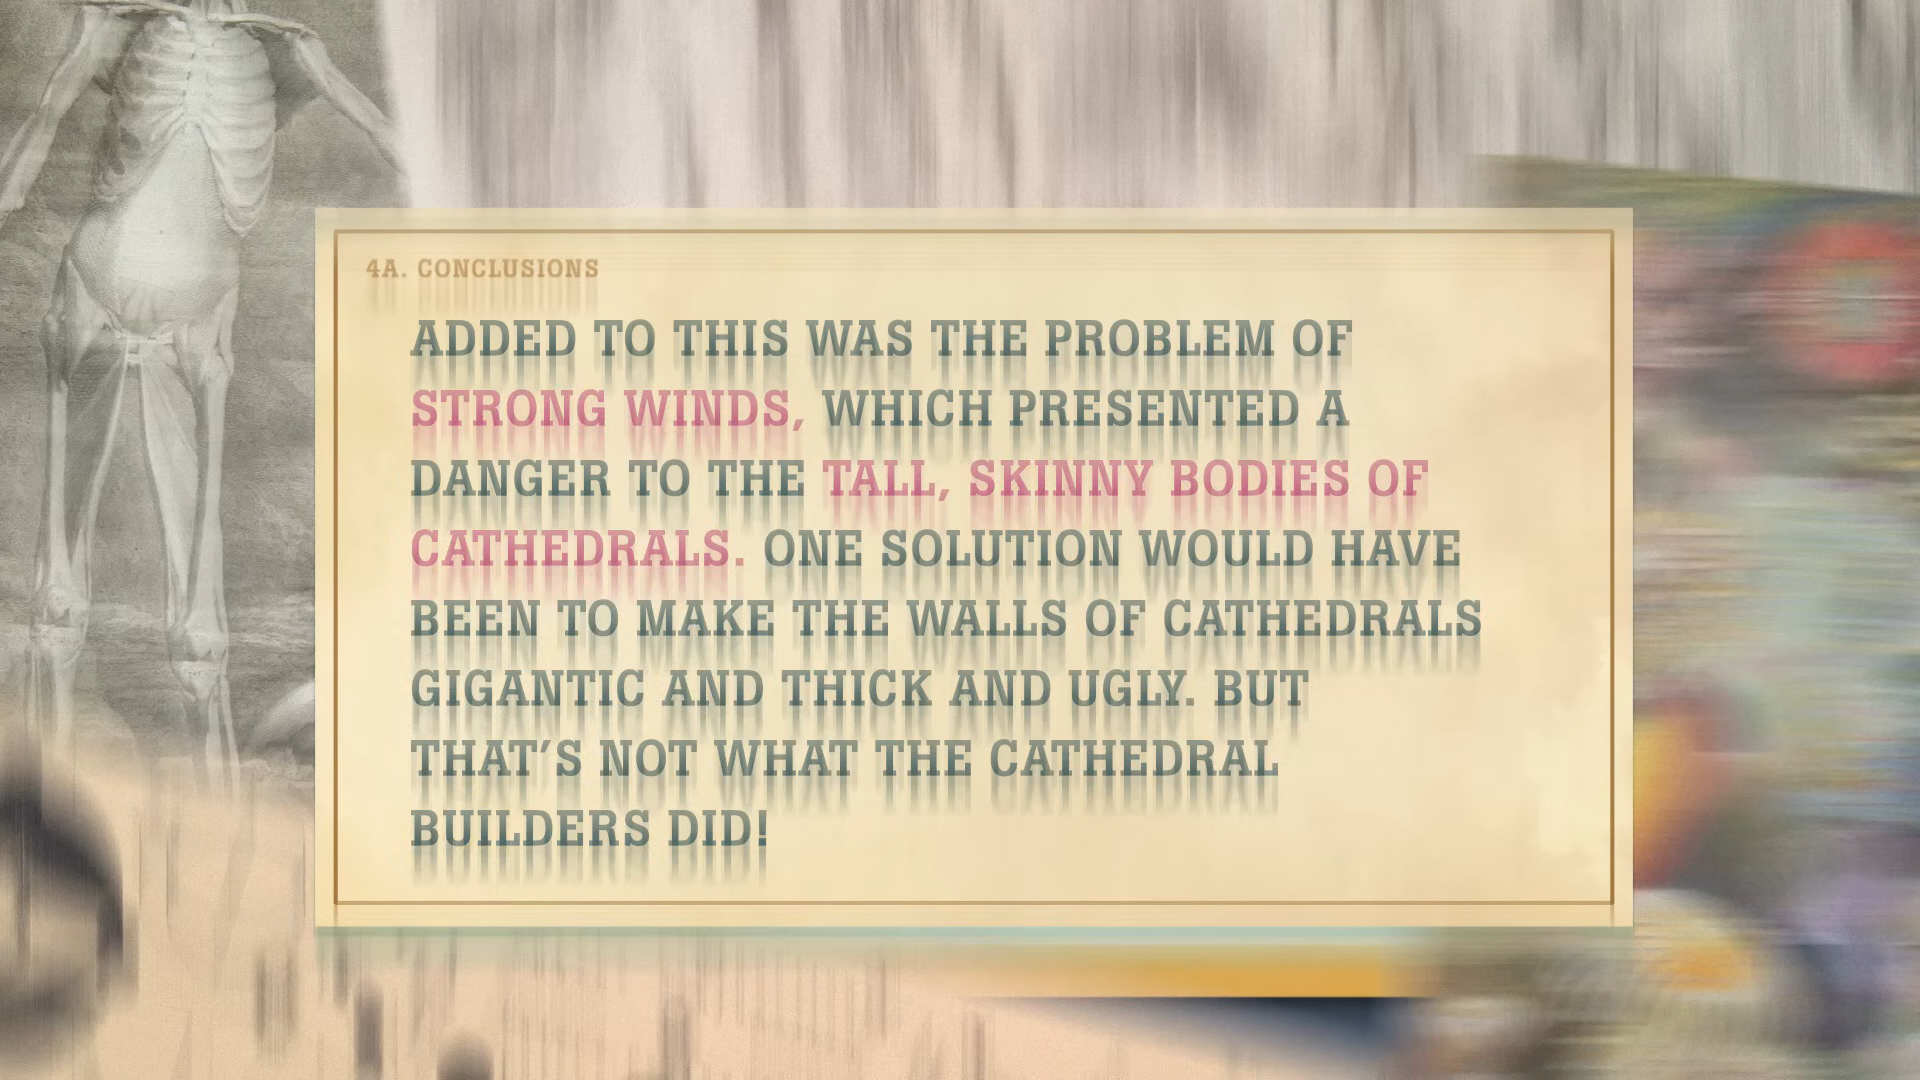 4A. CONCLUSIONS
ADDED TO THIS WAS THE PROBLEM OF
STRONG WINDS, WHICH PRESENTED A
DANGER TO THE TALL, SKINNY BODIES OF
CATHEDRALS. ONE SOLUTION WOULD HAVE
BEEN TO MAKE THE WALLS OF CATHEDRALS
GIGANTIC AND THICK AND UGLY. BUT
THAT'S NOT WHAT THE CATHEDRAL
BUILDERS DID!